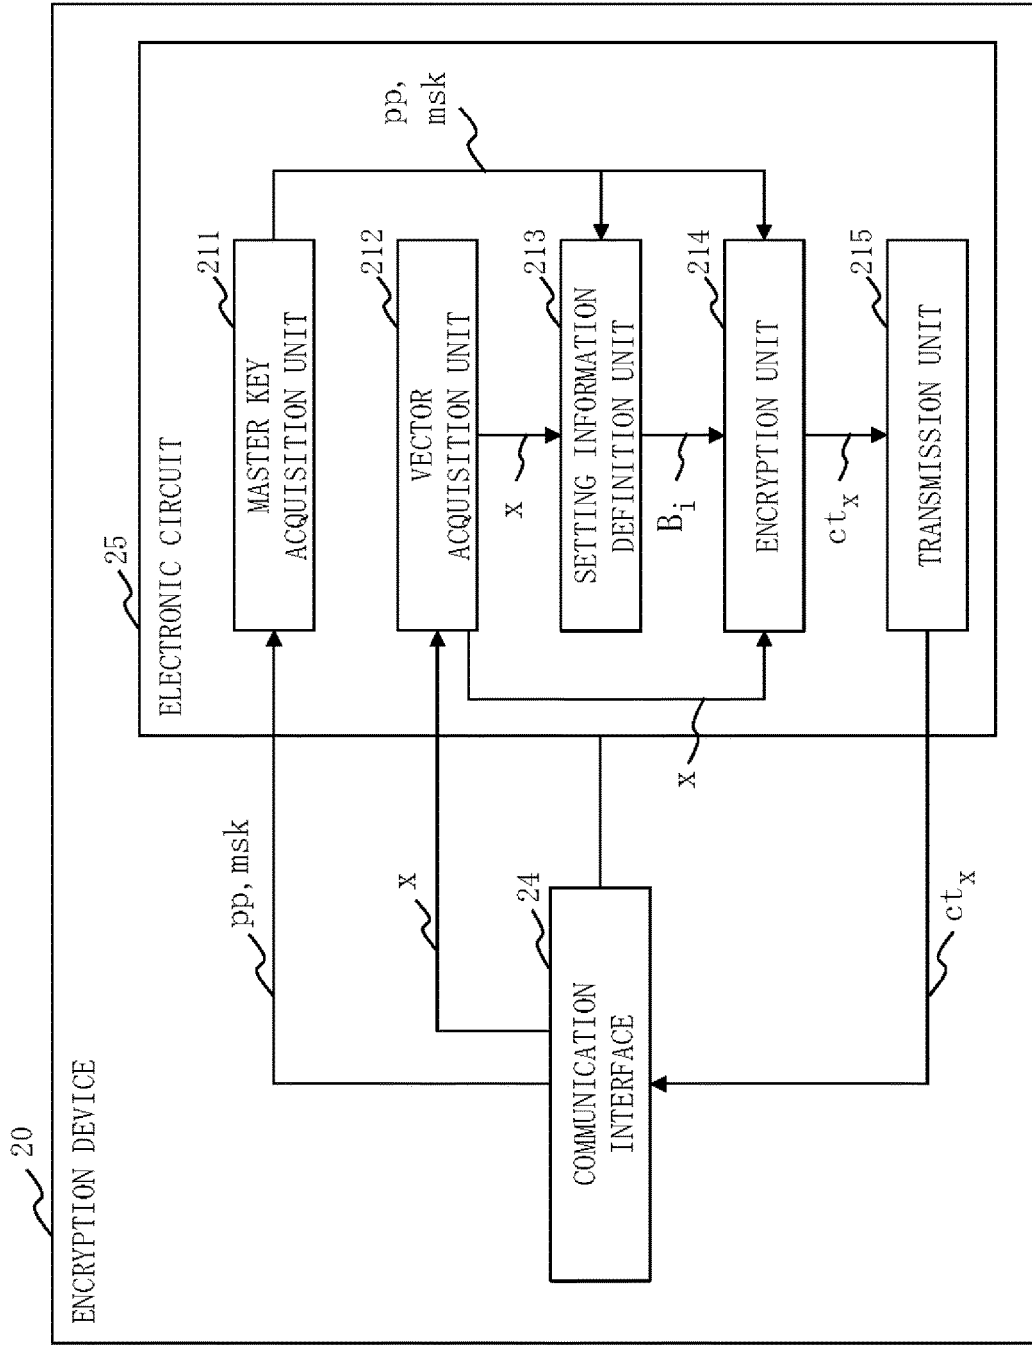 20
ENCRYPTION DEVICE
25
ELECTRONIC CIRCUIT
pp, msk
x
24
COMMUNICATION
INTERFACE
ct_x
211
MASTER KEY
ACQUISITION UNIT
pp,
msk
212
VECTOR
ACQUISITION UNIT
x
x
213
SETTING INFORMATION
DEFINITION UNIT
B_i
214
ENCRYPTION UNIT
ct_x
215
TRANSMISSION UNIT